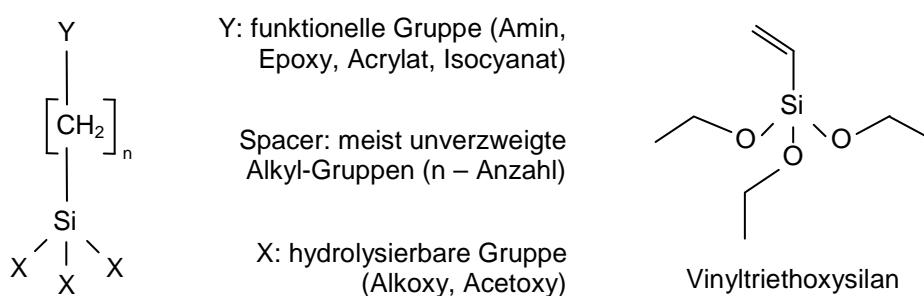 Y
[CH2]n
Si
X X X
Y: funktionelle Gruppe (Amin,
Epoxy, Acrylat, Isocyanat)
Spacer: meist unverzweigte
Alkyl-Gruppen (n – Anzahl)
X: hydrolysierbare Gruppe
(Alkoxy, Acetoxy)
Si
O O O
Vinyltriethoxysilan